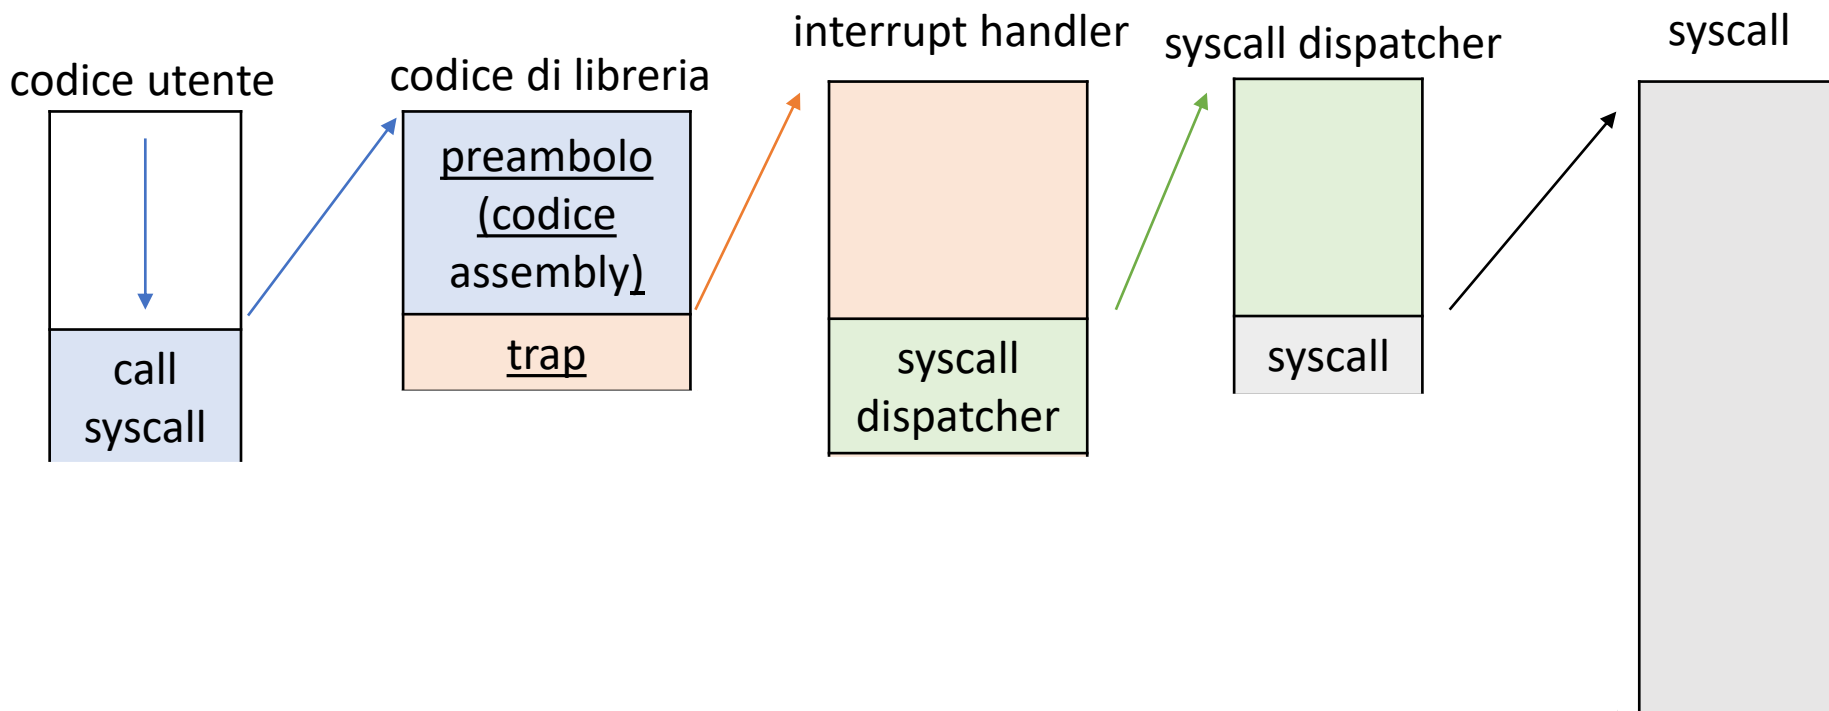 codice utente
call
syscall
codice di libreria
preambolo
(codice
assembly)
trap
interrupt handler
syscall
dispatcher
syscall dispatcher
syscall
syscall